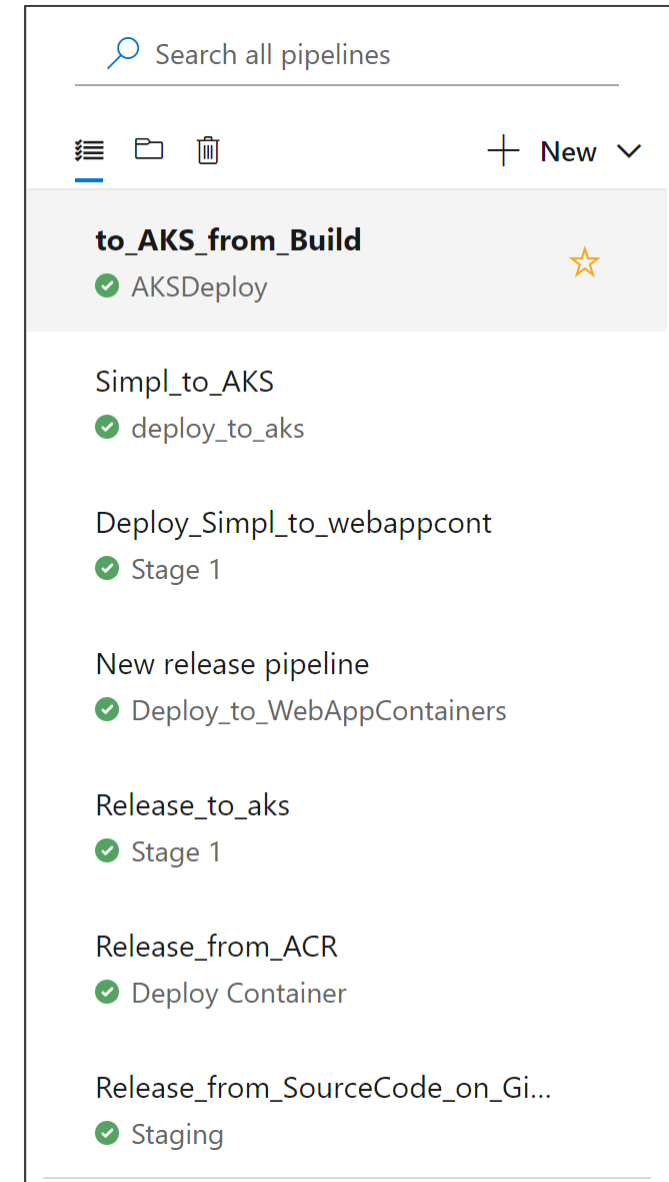 Search all pipelines
New
to_AKS_from_Build
AKSDeploy
Simpl_to_AKS
deploy_to_aks
Deploy_Simpl_to_webappcont
Stage 1
New release pipeline
Deploy_to_WebAppContainers
Release_to_aks
Stage 1
Release_from_ACR
Deploy Container
Release_from_SourceCode_on_Gi...
Staging